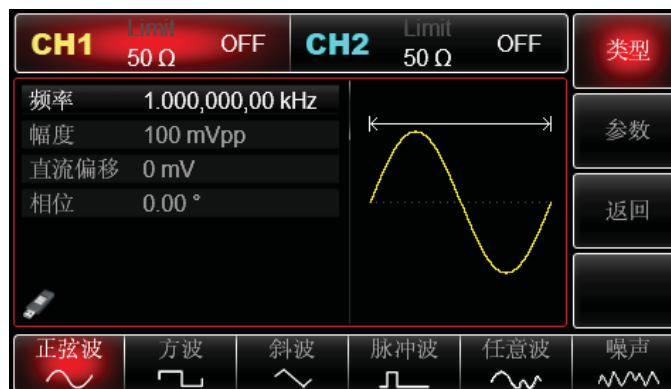 CH1 Limit 50 Ω OFF CH2 Limit 50 Ω OFF
类型
频率 1.000,000,00 kHz
幅度 100 mVpp
直流偏移 0 mV
相位 0.00 °
参数
返回
正弦波 方波 斜波 脉冲波 任意波 噪声